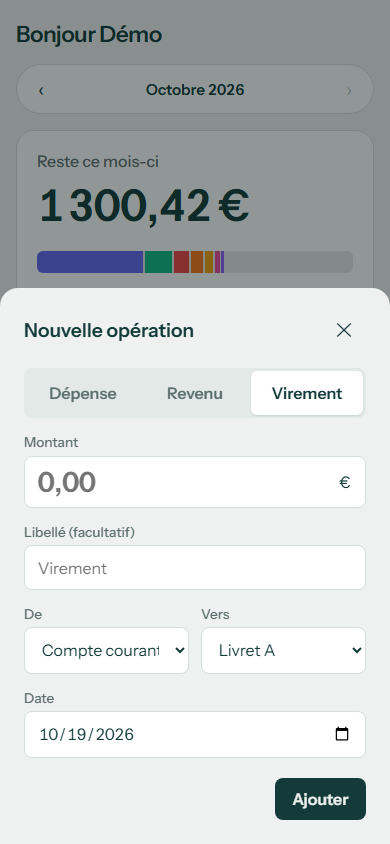 Bonjour Démo
‹ Octobre 2026 ›
Reste ce mois-ci
1 300,42 €
Nouvelle opération
Dépense Revenu Virement
Montant
0,00 €
Libellé (facultatif)
Virement
De Vers
Compte courant Livret A
Date
10/19/2026
Ajouter